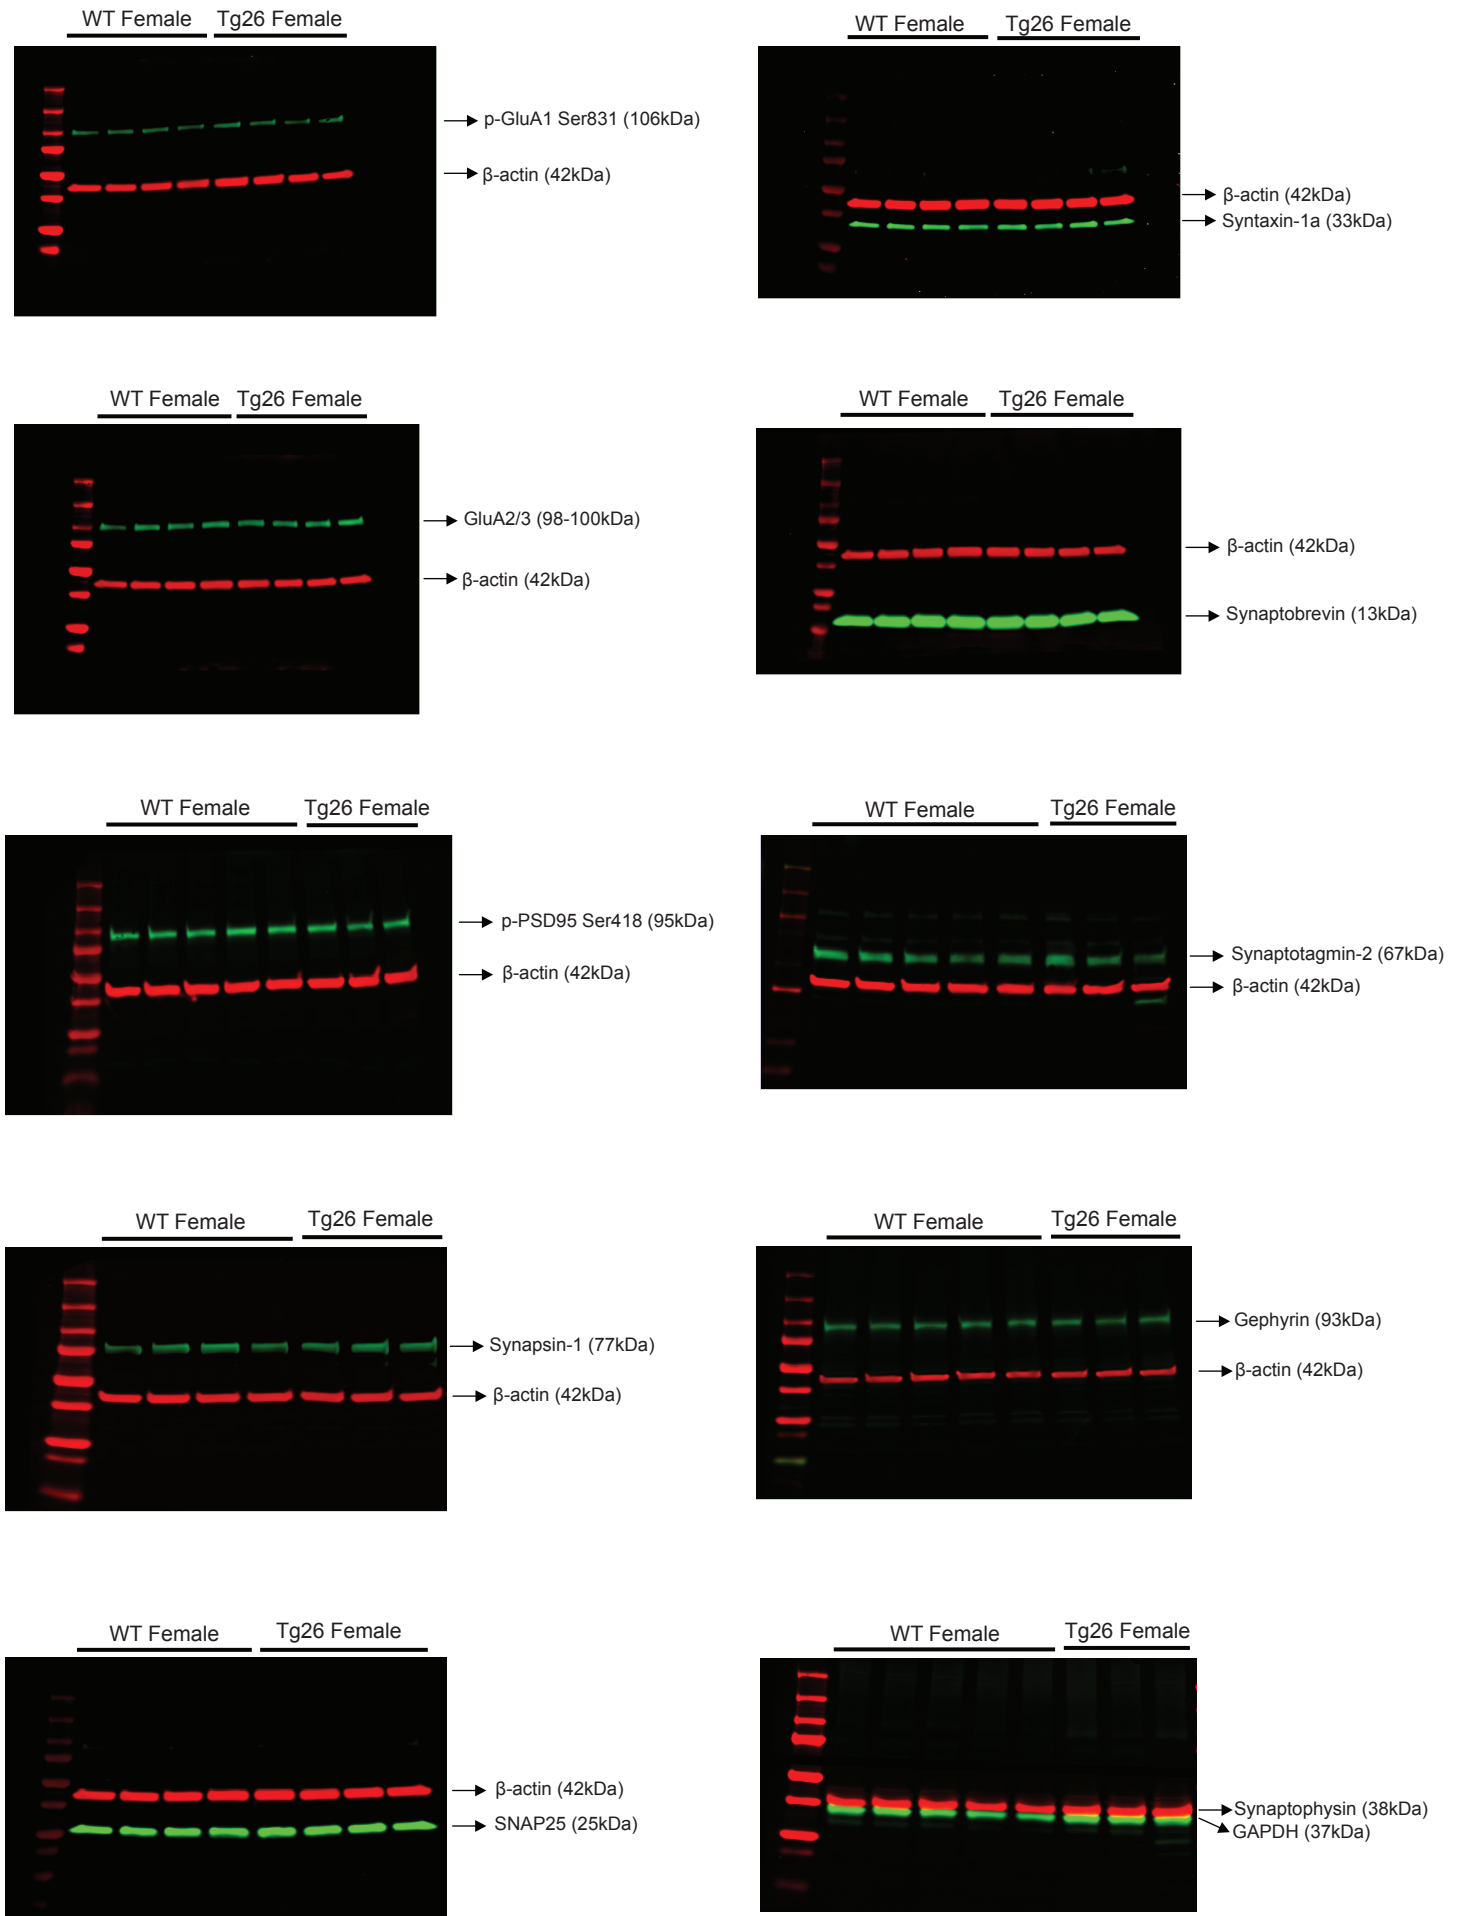 WT Female Tg26 Female
p-GluA1 Ser831 (106kDa)
β-actin (42kDa)
WT Female Tg26 Female
β-actin (42kDa)
Syntaxin-1a (33kDa)
WT Female Tg26 Female
GluA2/3 (98-100kDa)
β-actin (42kDa)
WT Female Tg26 Female
β-actin (42kDa)
Synaptobrevin (13kDa)
WT Female Tg26 Female
p-PSD95 Ser418 (95kDa)
β-actin (42kDa)
WT Female Tg26 Female
Synaptotagmin-2 (67kDa)
β-actin (42kDa)
WT Female Tg26 Female
Synapsin-1 (77kDa)
β-actin (42kDa)
WT Female Tg26 Female
Gephyrin (93kDa)
β-actin (42kDa)
WT Female Tg26 Female
β-actin (42kDa)
SNAP25 (25kDa)
WT Female Tg26 Female
Synaptophysin (38kDa)
GAPDH (37kDa)